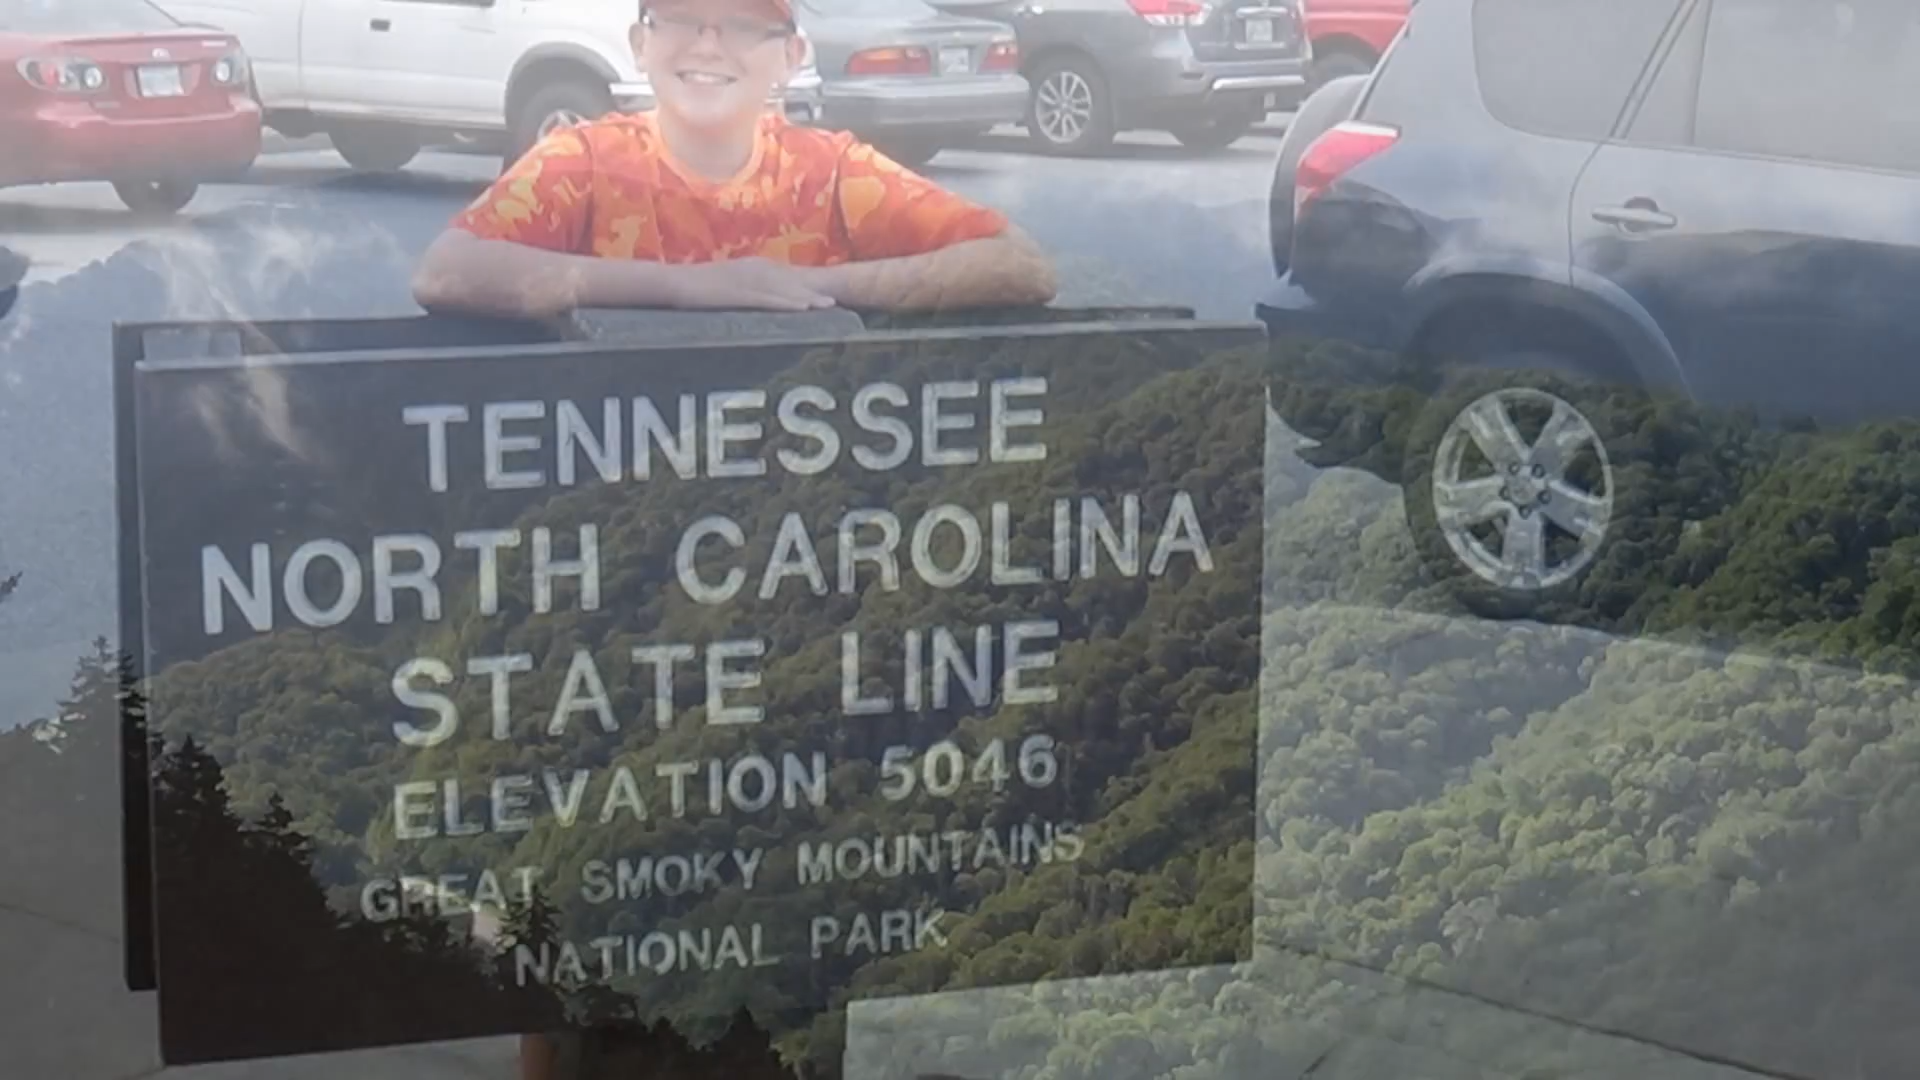 TENNESSEE
NORTH CAROLINA
STATE LINE
ELEVATION 5046
GREAT SMOKY MOUNTAINS
NATIONAL PARK